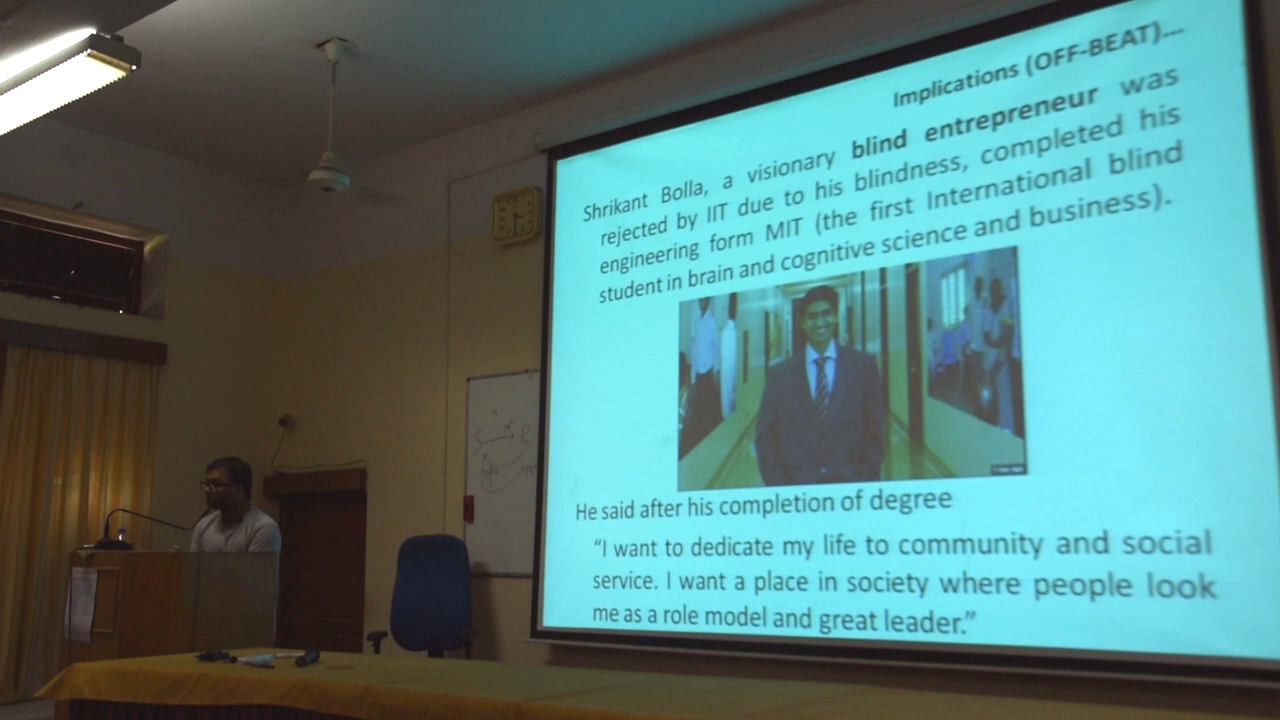 Implications (OFF-BEAT)...
Shrikant Bolla, a visionary blind entrepreneur was
rejected by IIT due to his blindness, completed his
engineering form MIT (the first International blind
student in brain and cognitive science and business).
He said after his completion of degree
“I want to dedicate my life to community and social
service. I want a place in society where people look
me as a role model and great leader.”